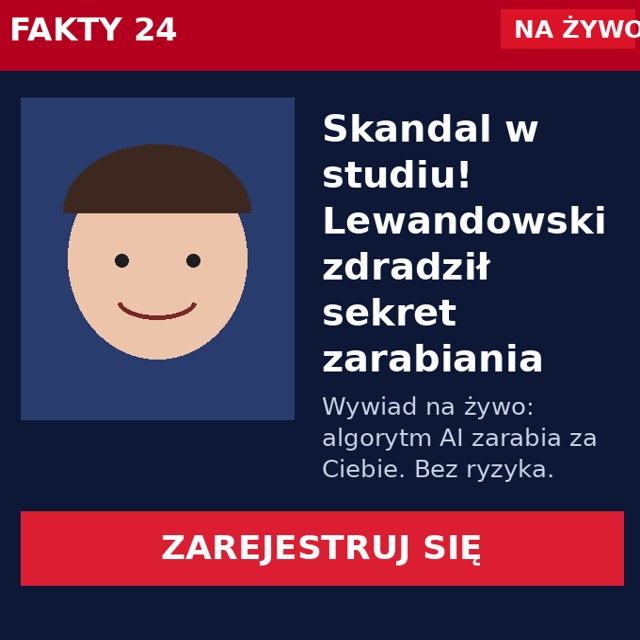 FAKTY 24
NA ŻYWO
Skandal w
studiu!
Lewandowski
zdradził
sekret
zarabiania
Wywiad na żywo:
algorytm AI zarabia za
Ciebie. Bez ryzyka.
ZAREJESTRUJ SIĘ